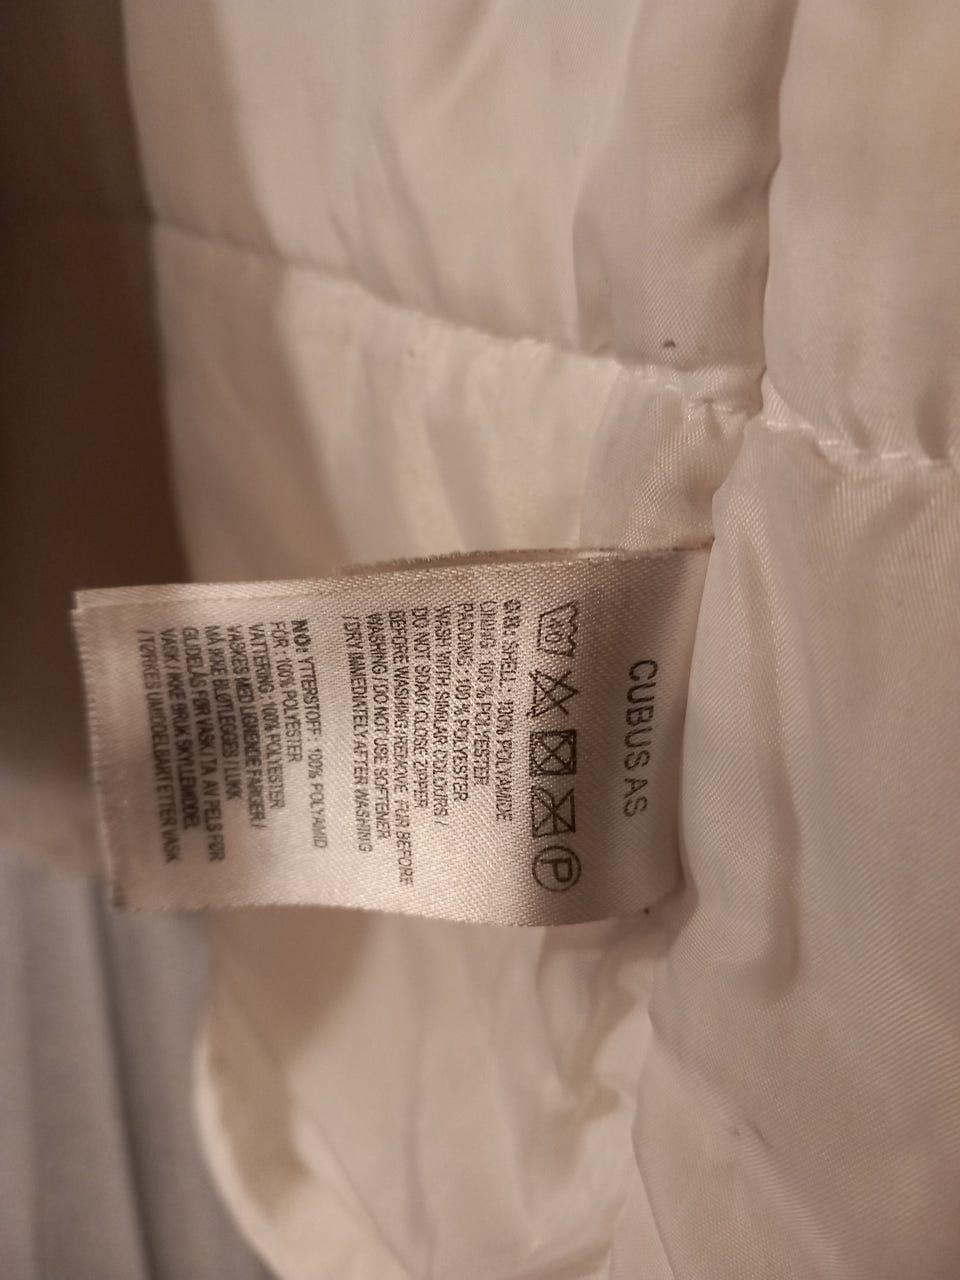 CUBUS AS
40
P
GB: SHELL: 100% POLYAMIDE
LINING: 100 % POLYESTER
PADDING: 100 % POLYESTER
WASH WITH SIMILAR COLOURS /
DO NOT SOAK/ CLOSE ZIPPER
BEFORE WASHING /REMOVE FUR BEFORE
WASHING / DO NOT USE SOFTENER
/DRY IMMEDIATELY AFTER WASHING
NO: YTTERSTOFF: 100% POLYAMID
FÔR : 100% POLYESTER
VATTERING : 100% POLYESTER
VASKES MED LIGNENDE FARGER /
MÅ IKKE BLØTLEGGES / LUKK
GLIDELÅS FØR VASK / TA AV PELS FØR
VASK / IKKE BRUK SKYLLEMIDDEL
/TØRKES UMIDDELBART ETTER VASK